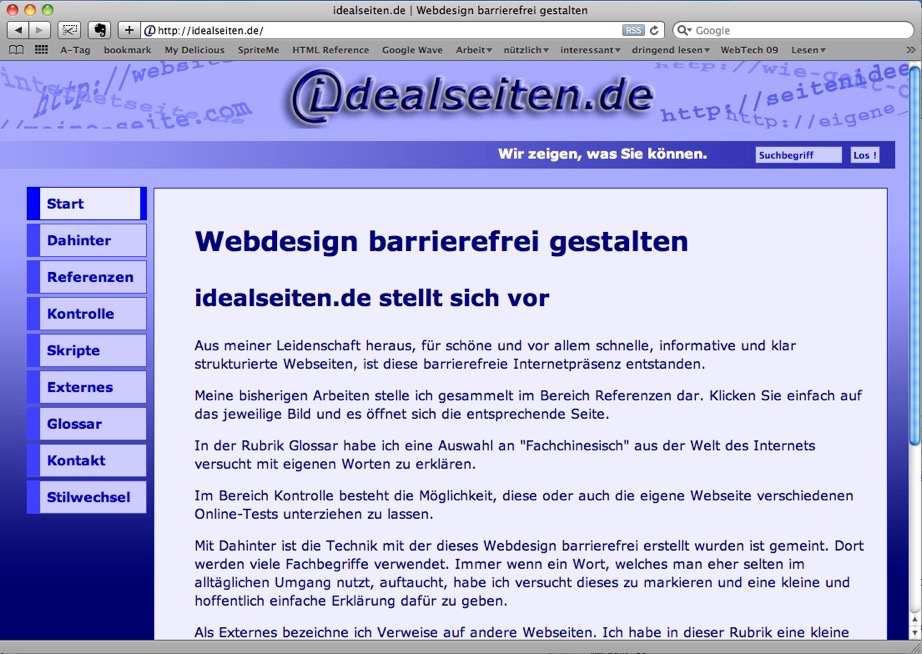 idealseiten.de | Webdesign barrierefrei gestalten
http://idealseiten.de/
RSS
Google
A-Tag bookmark My Delicious SpriteMe HTML Reference Google Wave Arbeit nützlich interessant dringend lesen WebTech 09 Lesen
http://website
http://wie-ge
http://seitenidee
netseite.com
http://eigene_
idealseiten.de
Wir zeigen, was Sie können.
Suchbegriff
Los !
Start
Dahinter
Referenzen
Kontrolle
Skripte
Externes
Glossar
Kontakt
Stilwechsel
Webdesign barrierefrei gestalten
idealseiten.de stellt sich vor
Aus meiner Leidenschaft heraus, für schöne und vor allem schnelle, informative und klar
strukturierte Webseiten, ist diese barrierefreie Internetpräsenz entstanden.
Meine bisherigen Arbeiten stelle ich gesammelt im Bereich Referenzen dar. Klicken Sie einfach auf
das jeweilige Bild und es öffnet sich die entsprechende Seite.
In der Rubrik Glossar habe ich eine Auswahl an "Fachchinesisch" aus der Welt des Internets
versucht mit eigenen Worten zu erklären.
Im Bereich Kontrolle besteht die Möglichkeit, diese oder auch die eigene Webseite verschiedenen
Online-Tests unterziehen zu lassen.
Mit Dahinter ist die Technik mit der dieses Webdesign barrierefrei erstellt wurden ist gemeint. Dort
werden viele Fachbegriffe verwendet. Immer wenn ein Wort, welches man eher selten im
alltäglichen Umgang nutzt, auftaucht, habe ich versucht dieses zu markieren und eine kleine und
hoffentlich einfache Erklärung dafür zu geben.
Als Externes bezeichne ich Verweise auf andere Webseiten. Ich habe in dieser Rubrik eine kleine